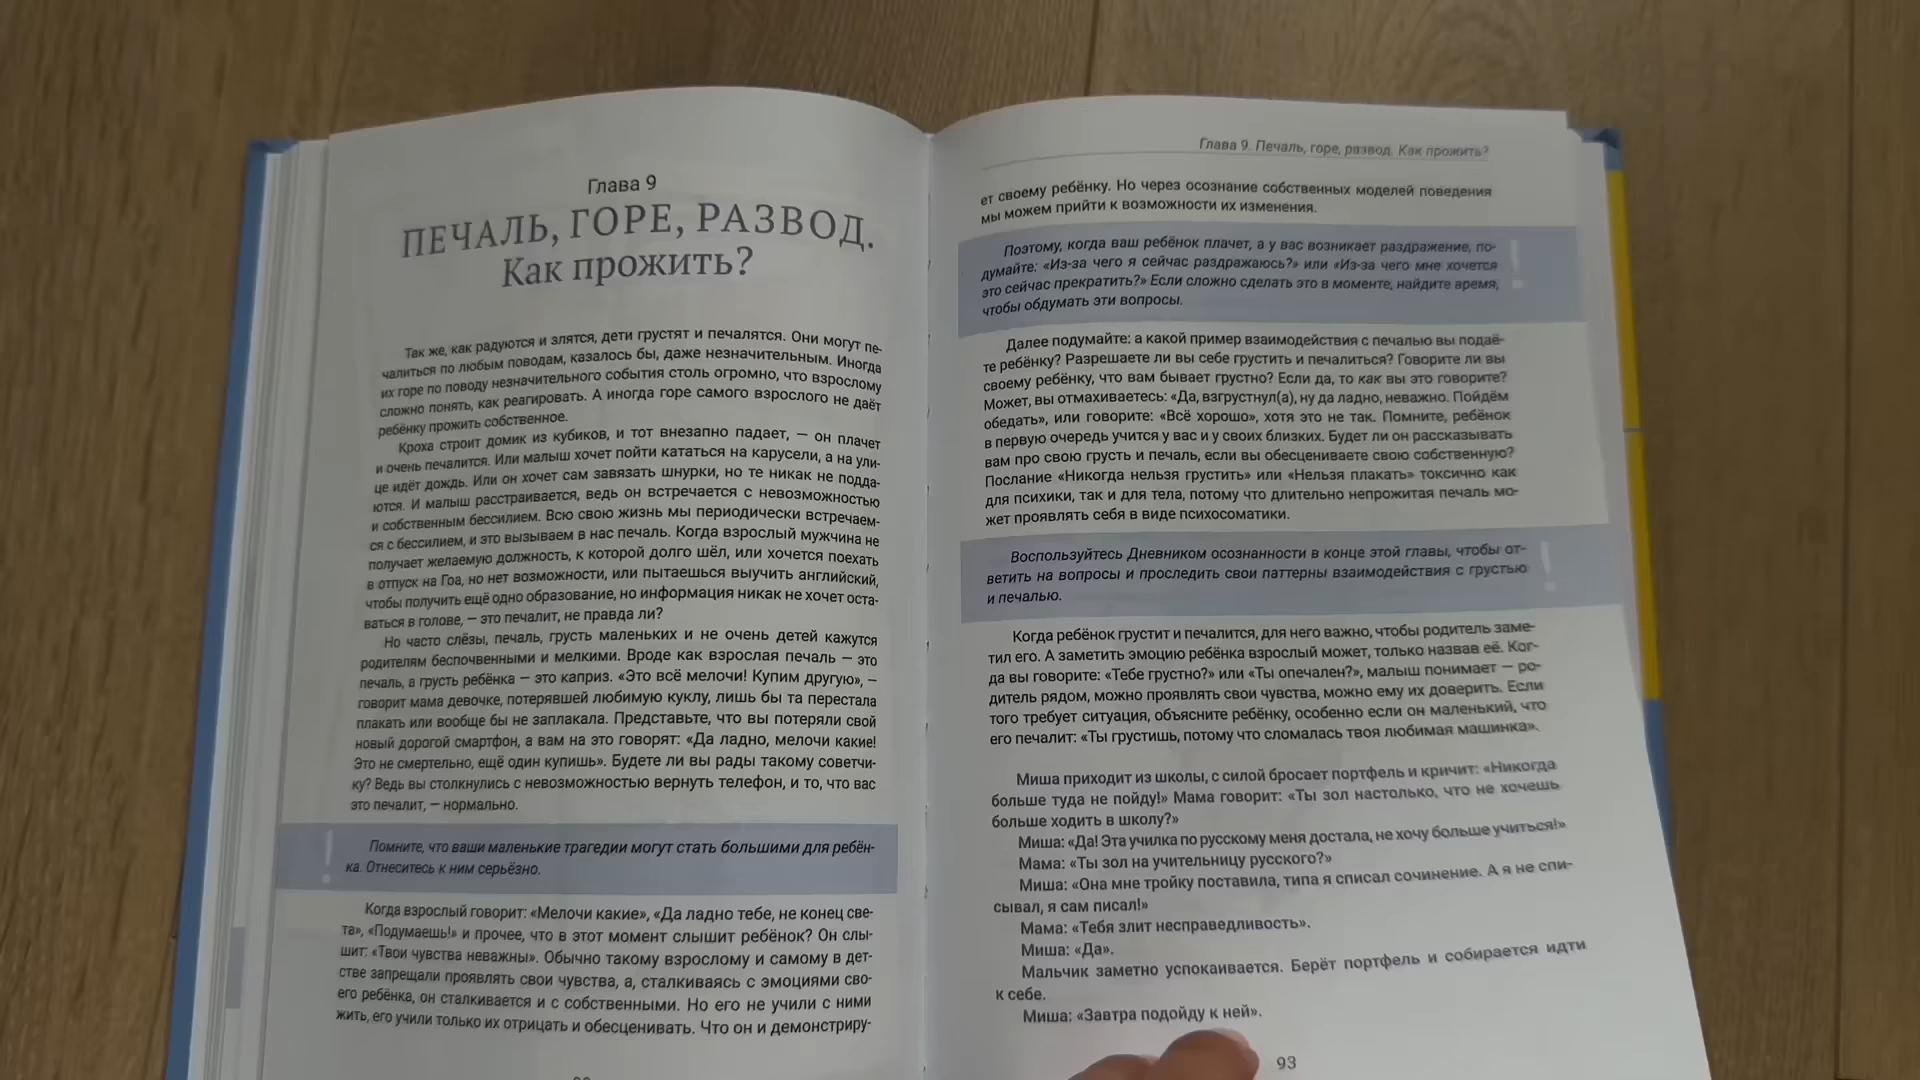 Глава 9
ПЕЧАЛЬ, ГОРЕ, РАЗВОД.
Как прожить?
Так же, как радуются и злятся, дети грустят и печалятся. Они могут пе-
чалиться по любым поводам, казалось бы, даже незначительным. Иногда
их горе по поводу незначительного события столь огромно, что взрослому
сложно понять, как реагировать. А иногда горе самого взрослого не даёт
ребёнку прожить собственное.
Кроха строит домик из кубиков, и тот внезапно падает, — он плачет
и очень печалится. Или малыш хочет пойти кататься на карусели, а на ули-
це идёт дождь. Или он хочет сам завязать шнурки, но те никак не подда-
ются. И малыш расстраивается, ведь он встречается с невозможностью
и собственным бессилием. Всю свою жизнь мы периодически встречаем-
ся с бессилием, и это вызываем в нас печаль. Когда взрослый мужчина не
получает желаемую должность, к которой долго шёл, или хочется поехать
в отпуск на Гоа, но нет возможности, или пытаешься выучить английский,
чтобы получить ещё одно образование, но информация никак не хочет оста-
ваться в голове, — это печалит, не правда ли?
Но часто слёзы, печаль, грусть маленьких и не очень детей кажутся
родителям беспочвенными и мелкими. Вроде как взрослая печаль — это
печаль, а грусть ребёнка — это каприз. «Это всё мелочи! Купим другую», —
говорит мама девочке, потерявшей любимую куклу, лишь бы та перестала
плакать или вообще бы не заплакала. Представьте, что вы потеряли свой
новый дорогой смартфон, а вам на это говорят: «Да ладно, мелочи какие!
Это не смертельно, ещё один купишь». Будете ли вы рады такому советчи-
ку? Ведь вы столкнулись с невозможностью вернуть телефон, и то, что вас
это печалит, — нормально.
! Помните, что ваши маленькие трагедии могут стать большими для ребён-
ка. Отнеситесь к ним серьёзно.
Когда взрослый говорит: «Мелочи какие», «Да ладно тебе, не конец све-
та», «Подумаешь!» и прочее, что в этот момент слышит ребёнок? Он слы-
шит: «Твои чувства неважны». Обычно такому взрослому и самому в дет-
стве запрещали проявлять свои чувства, а, сталкиваясь с эмоциями сво-
его ребёнка, он сталкивается и с собственными. Но его не учили с ними
жить, его учили только их отрицать и обесценивать. Что он и демонстриру-
Глава 9. Печаль, горе, развод. Как прожить?
ет своему ребёнку. Но через осознание собственных моделей поведения
мы можем прийти к возможности их изменения.
Поэтому, когда ваш ребёнок плачет, а у вас возникает раздражение, по- !
думайте: «Из-за чего я сейчас раздражаюсь?» или «Из-за чего мне хочется
это сейчас прекратить?» Если сложно сделать это в моменте, найдите время,
чтобы обдумать эти вопросы.
Далее подумайте: а какой пример взаимодействия с печалью вы подаё-
те ребёнку? Разрешаете ли вы себе грустить и печалиться? Говорите ли вы
своему ребёнку, что вам бывает грустно? Если да, то как вы это говорите?
Может, вы отмахиваетесь: «Да, взгрустнул(а), ну да ладно, неважно. Пойдём
обедать», или говорите: «Всё хорошо», хотя это не так. Помните, ребёнок
в первую очередь учится у вас и у своих близких. Будет ли он рассказывать
вам про свою грусть и печаль, если вы обесцениваете свою собственную?
Послание «Никогда нельзя грустить» или «Нельзя плакать» токсично как
для психики, так и для тела, потому что длительно непрожитая печаль мо-
жет проявлять себя в виде психосоматики.
Воспользуйтесь Дневником осознанности в конце этой главы, чтобы от- !
ветить на вопросы и проследить свои паттерны взаимодействия с грустью
и печалью.
Когда ребёнок грустит и печалится, для него важно, чтобы родитель заме-
тил его. А заметить эмоцию ребёнка взрослый может, только назвав её. Ког-
да вы говорите: «Тебе грустно?» или «Ты опечален?», малыш понимает — ро-
дитель рядом, можно проявлять свои чувства, можно ему их доверить. Если
того требует ситуация, объясните ребёнку, особенно если он маленький, что
его печалит: «Ты грустишь, потому что сломалась твоя любимая машинка».
Миша приходит из школы, с силой бросает портфель и кричит: «Никогда
больше туда не пойду!» Мама говорит: «Ты зол настолько, что не хочешь
больше ходить в школу?»
Миша: «Да! Эта училка по русскому меня достала, не хочу больше учиться!»
Мама: «Ты зол на учительницу русского?»
Миша: «Она мне тройку поставила, типа я списал сочинение. А я не спи-
сывал, я сам писал!»
Мама: «Тебя злит несправедливость».
Миша: «Да».
Мальчик заметно успокаивается. Берёт портфель и собирается идти
к себе.
Миша: «Завтра подойду к ней».
93